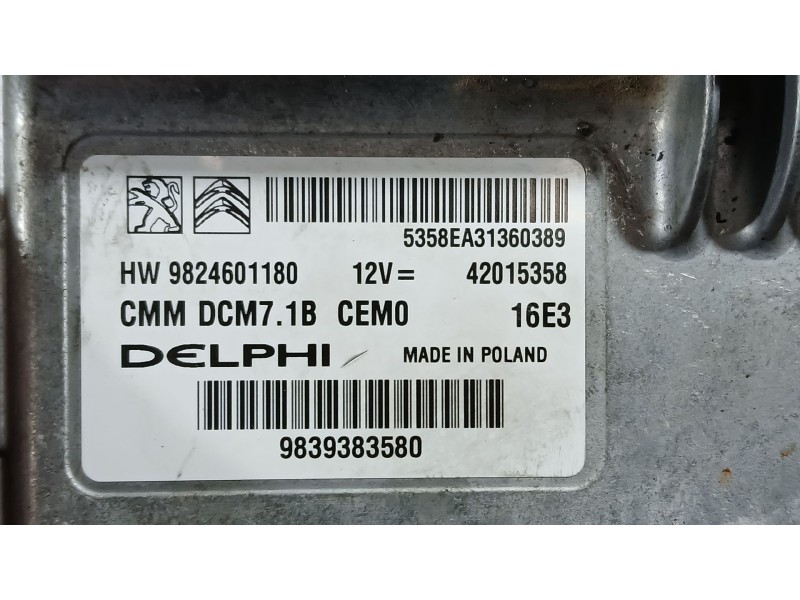 5358EA31360389
HW 9824601180 12V= 42015358
CMM DCM7.1B CEM0 16E3
DELPHI MADE IN POLAND
9839383580